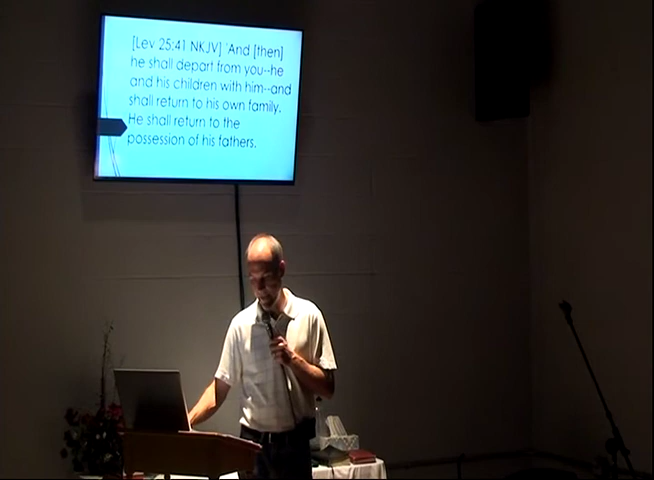 [Lev 25:41 NKJV] 'And [then]
he shall depart from you--he
and his children with him--and
shall return to his own family.
He shall return to the
possession of his fathers.